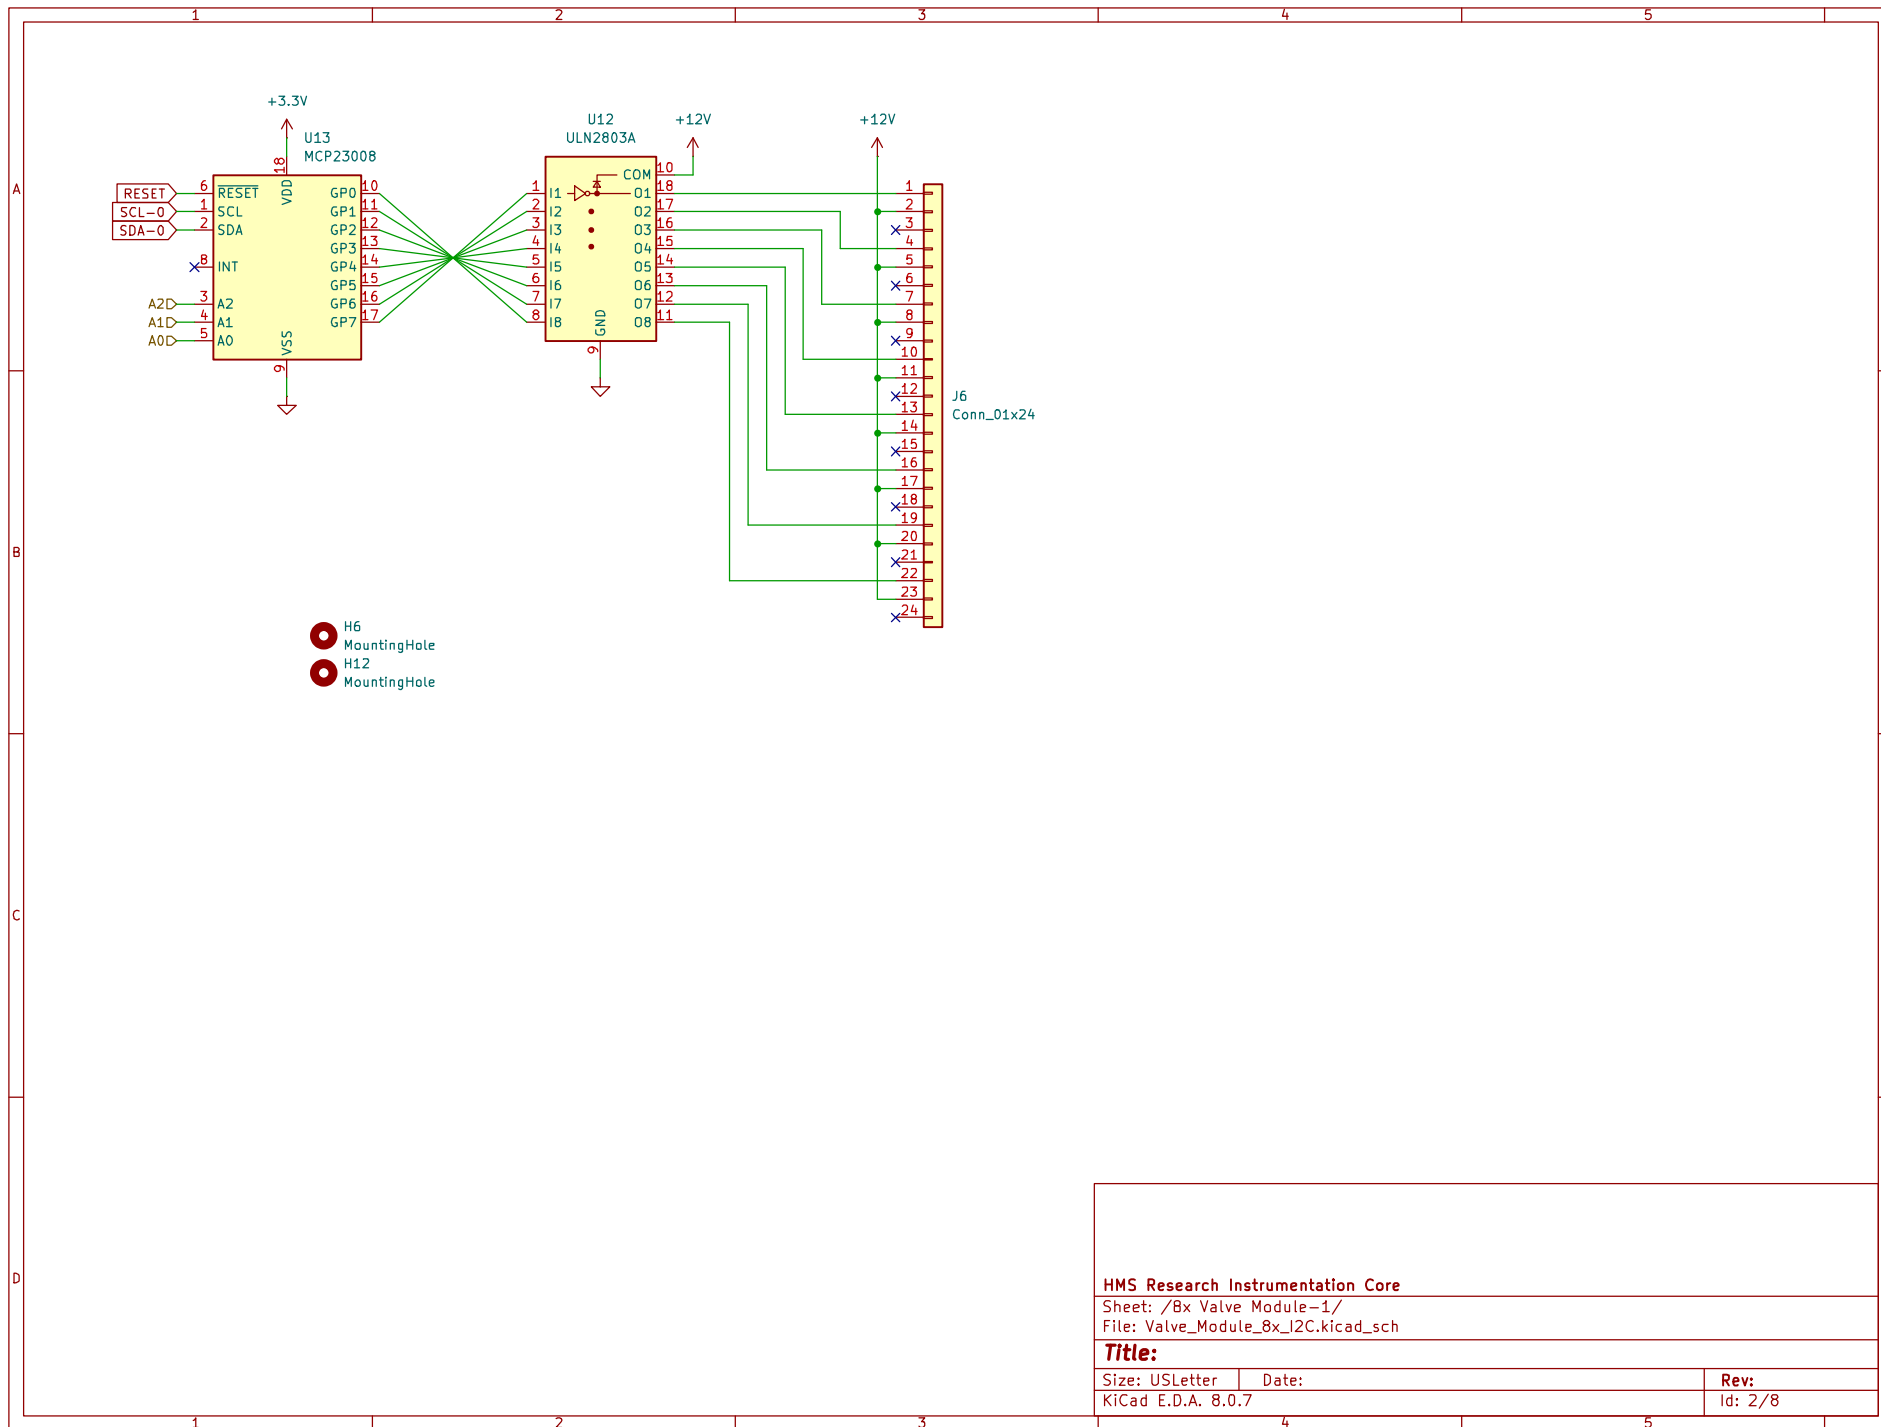 1 2 3 4 5
+3.3V
U13
MCP23008
U12
ULN2803A
+12V
+12V
A
RESET
SCL-0
SDA-0
A2
A1
A0
6 RESET
1 SCL
2 SDA
8 INT
3 A2
4 A1
5 A0
18 VDD
VSS 9
GP0 10
GP1 11
GP2 12
GP3 13
GP4 14
GP5 15
GP6 16
GP7 17
1 I1
2 I2
3 I3
4 I4
5 I5
6 I6
7 I7
8 I8
COM 10
O1 18
O2 17
O3 16
O4 15
O5 14
O6 13
O7 12
O8 11
GND 9
1
2
3
4
5
6
7
8
9
10
11
12
13
14
15
16
17
18
19
20
21
22
23
24
J6
Conn_01x24
B
H6
MountingHole
H12
MountingHole
C
D
HMS Research Instrumentation Core
Sheet: /8x Valve Module-1/
File: Valve_Module_8x_I2C.kicad_sch
Title:
Size: USLetter Date: Rev:
KiCad E.D.A. 8.0.7 Id: 2/8
1 2 3 4 5